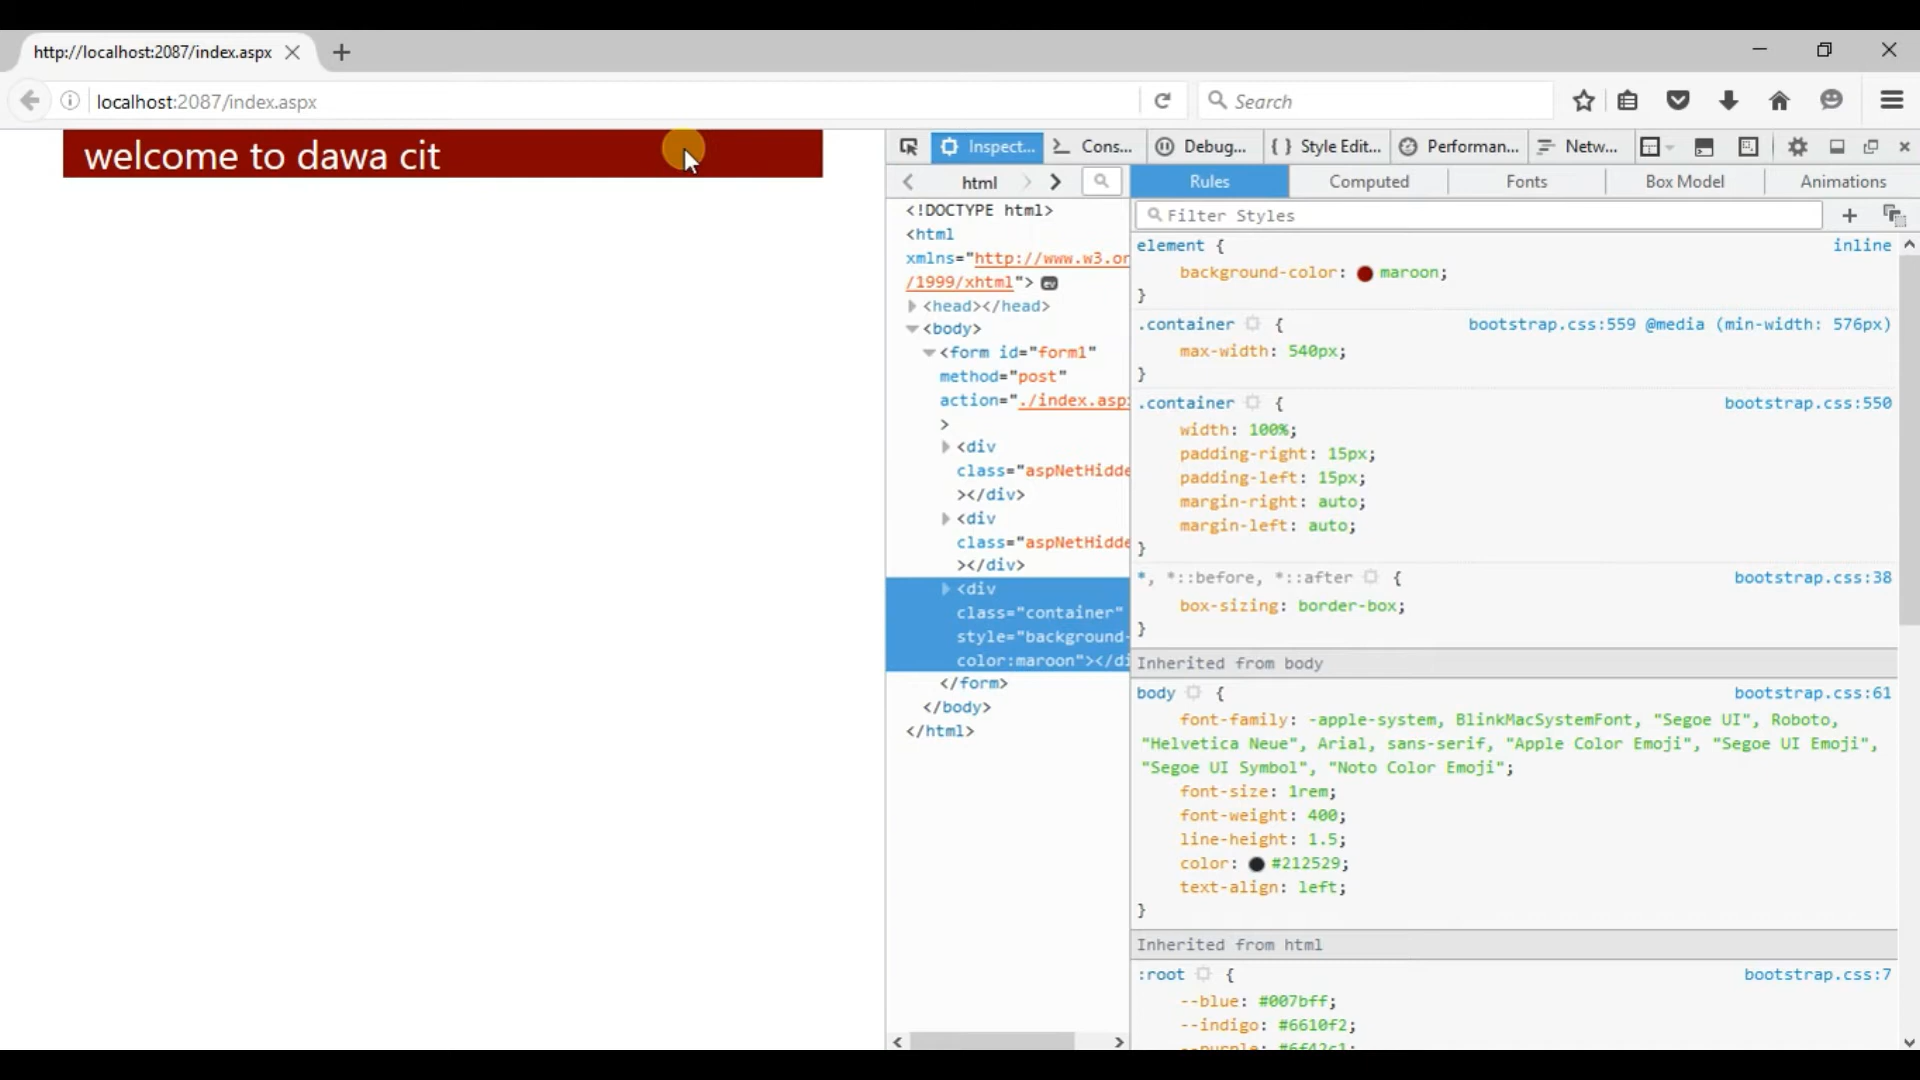 http://localhost:2087/index.aspx
localhost:2087/index.aspx
Search
welcome to dawa cit
Inspect... Cons... Debug... { } Style Edit... Performan... Netw...
html
Rules Computed Fonts Box Model Animations
Filter Styles
<!DOCTYPE html>
<html
xmlns="http://www.w3.or
/1999/xhtml"> ev
<head></head>
<body>
<form id="form1"
method="post"
action="./index.asp
>
<div
class="aspNetHidde
></div>
<div
class="aspNetHidde
></div>
<div
class="container"
style="background-
color:maroon"></di
</form>
</body>
</html>
element { inline
background-color: maroon;
}
.container { bootstrap.css:559 @media (min-width: 576px)
max-width: 540px;
}
.container { bootstrap.css:550
width: 100%;
padding-right: 15px;
padding-left: 15px;
margin-right: auto;
margin-left: auto;
}
*, *::before, *::after { bootstrap.css:38
box-sizing: border-box;
}
Inherited from body
body { bootstrap.css:61
font-family: -apple-system, BlinkMacSystemFont, "Segoe UI", Roboto,
"Helvetica Neue", Arial, sans-serif, "Apple Color Emoji", "Segoe UI Emoji",
"Segoe UI Symbol", "Noto Color Emoji";
font-size: 1rem;
font-weight: 400;
line-height: 1.5;
color: #212529;
text-align: left;
}
Inherited from html
:root { bootstrap.css:7
--blue: #007bff;
--indigo: #6610f2;